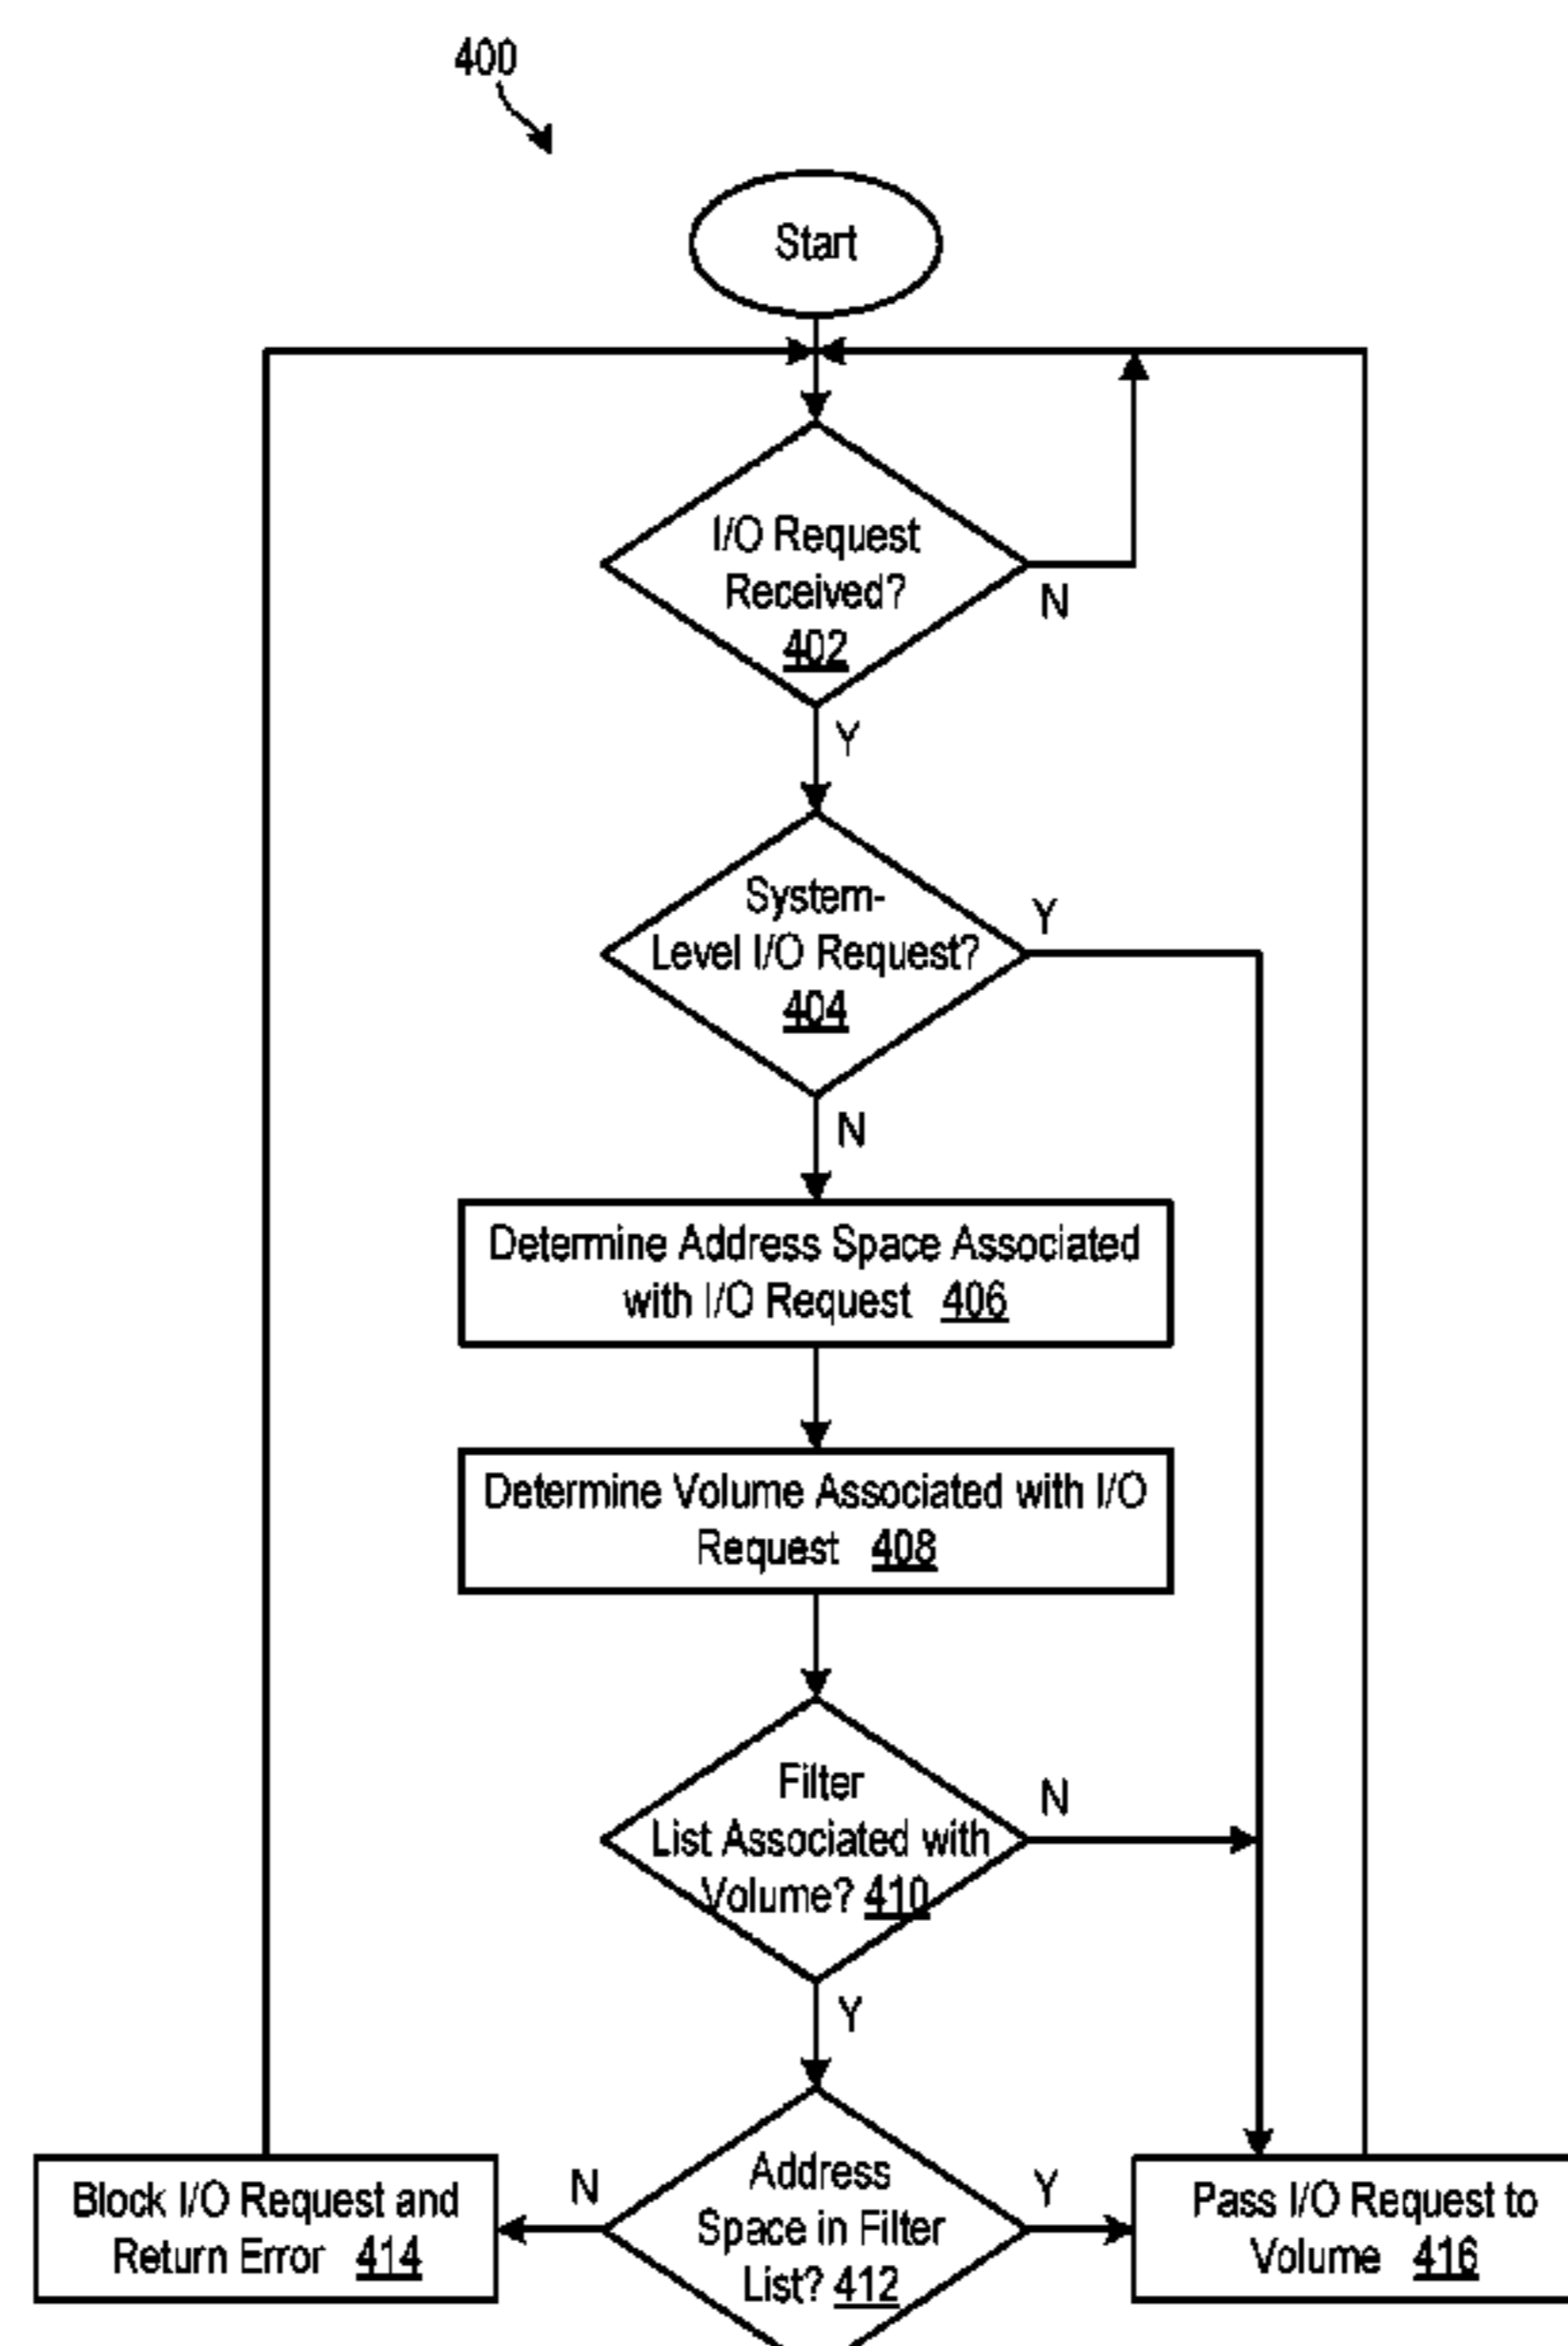 400
Start
I/O Request
Received?
402
N
Y
System-
Level I/O Request?
404
Y
N
Determine Address Space Associated
with I/O Request 406
Determine Volume Associated with I/O
Request 408
Filter
List Associated with
Volume? 410
N
Y
Address
Space in Filter
List? 412
N
Y
Block I/O Request and
Return Error 414
Pass I/O Request to
Volume 416